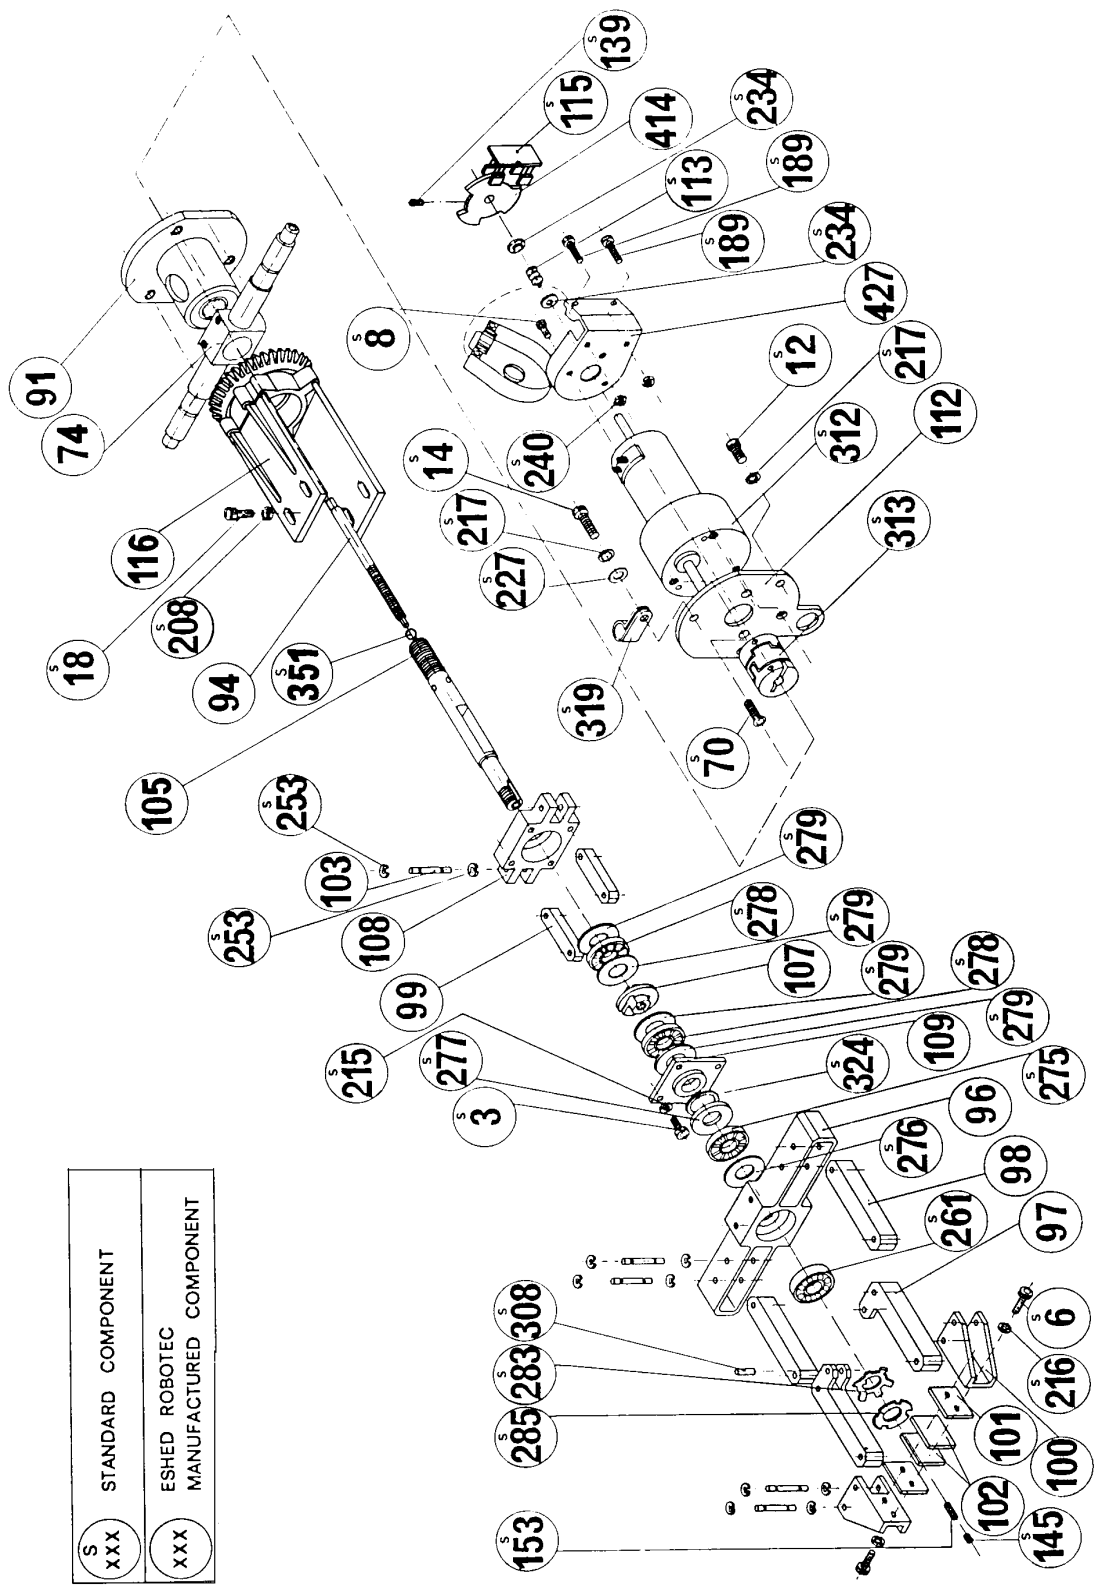 S
XXX
STANDARD COMPONENT
XXX
ESHED ROBOTEC
MANUFACTURED COMPONENT
S
139
S
115
414
S
234
S
113
S
189
S
189
S
234
427
S
8
S
12
S
217
S
312
112
S
313
91
74
116
S
208
S
18
94
S
351
105
S
240
S
14
S
217
S
227
S
319
S
70
S
253
103
S
253
108
99
S
215
S
277
S
3
S
279
S
278
S
279
107
S
279
S
278
S
279
109
S
324
S
275
96
S
276
98
S
261
97
S
308
S
283
S
285
S
153
S
6
S
216
101
100
102
S
145